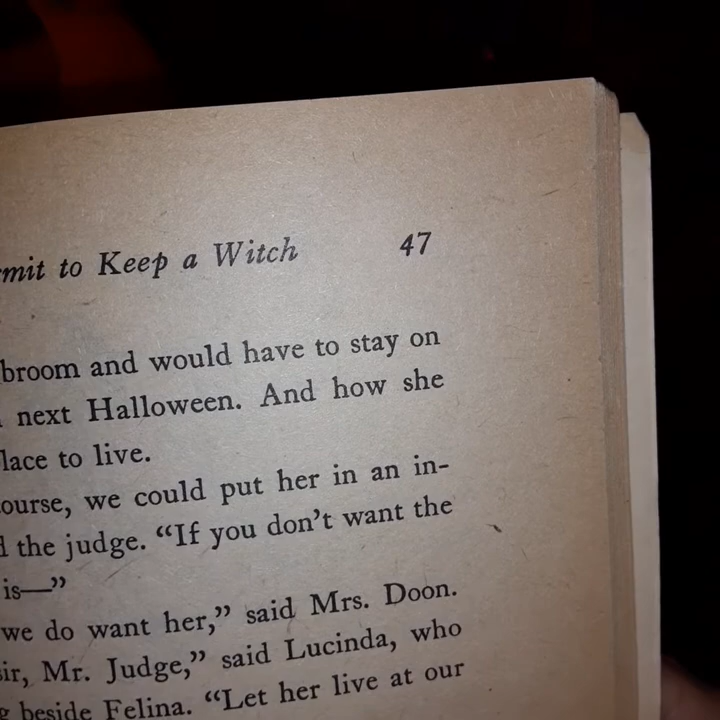 mit to Keep a Witch 47
broom and would have to stay on
next Halloween. And how she
lace to live.
ourse, we could put her in an in-
d the judge. “If you don’t want the
is—”
we do want her,” said Mrs. Doon.
sir, Mr. Judge,” said Lucinda, who
g beside Felina. “Let her live at our